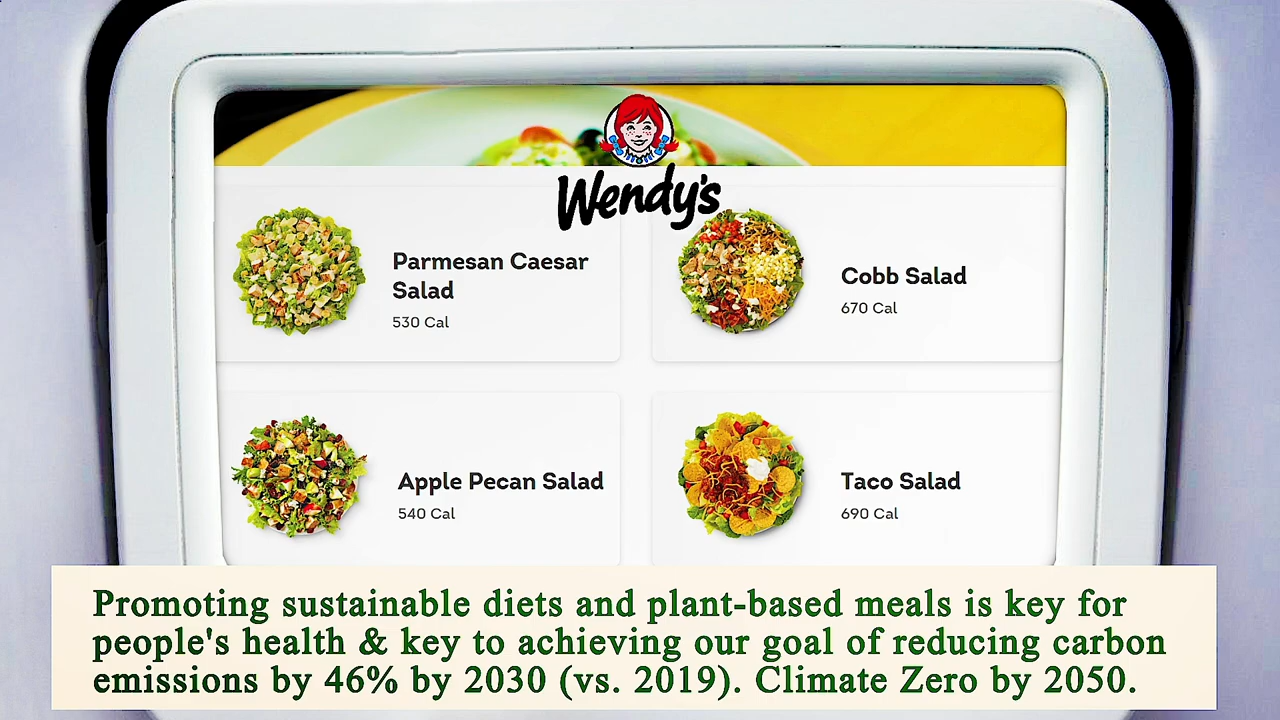 Wendy's
Parmesan Caesar
Salad
530 Cal
Cobb Salad
670 Cal
Apple Pecan Salad
540 Cal
Taco Salad
690 Cal
Promoting sustainable diets and plant-based meals is key for
people's health & key to achieving our goal of reducing carbon
emissions by 46% by 2030 (vs. 2019). Climate Zero by 2050.